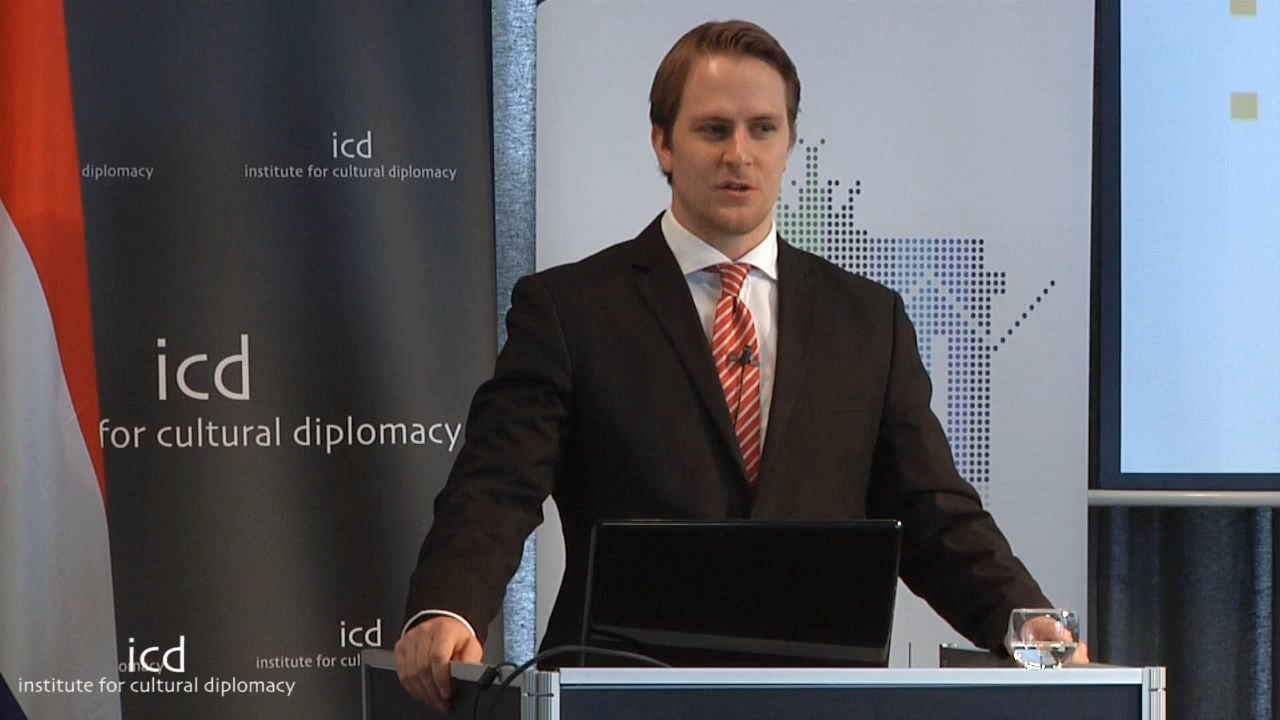 icd
diplomacy
institute for cultural diplomacy
icd
for cultural diplomacy
icd
institute for cul
icd
institute for cultural diplomacy